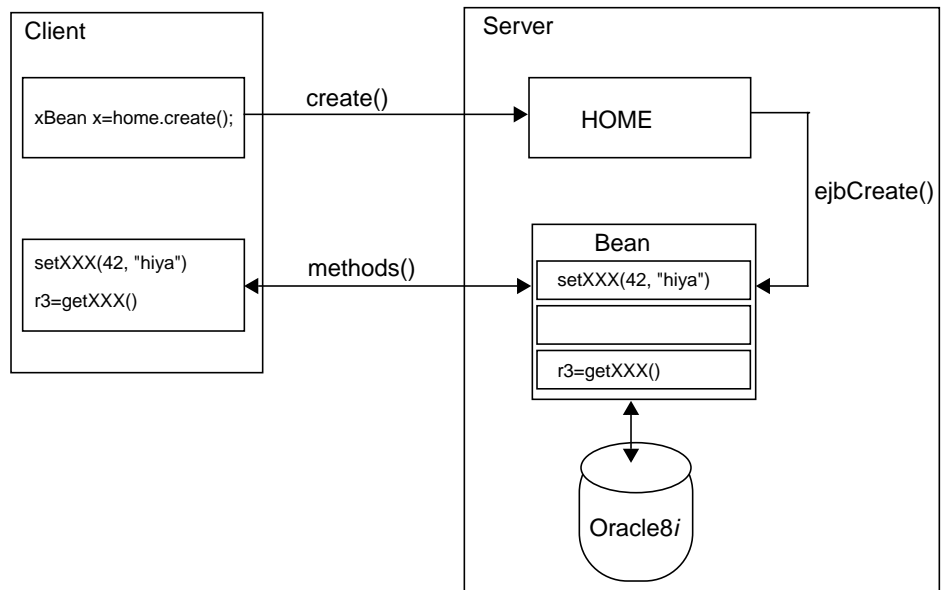 Client
xBean x=home.create();
setXXX(42, "hiya")
r3=getXXX()
create()
methods()
Server
HOME
ejbCreate()
Bean
setXXX(42, "hiya")
r3=getXXX()
Oracle8i